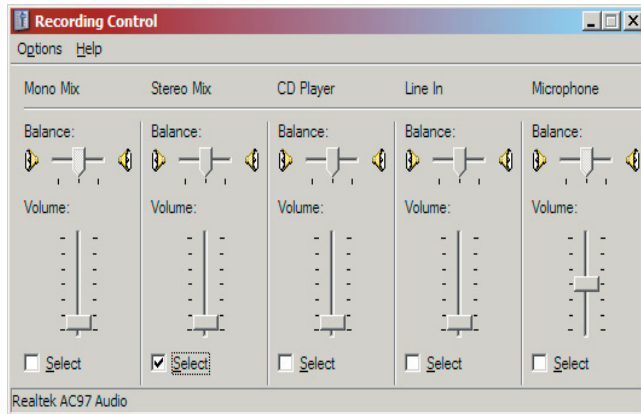 Recording Control
Options Help
Mono Mix Stereo Mix CD Player Line In Microphone
Balance: Balance: Balance: Balance: Balance:
Volume: Volume: Volume: Volume: Volume:
Select Select Select Select Select
Realtek AC97 Audio